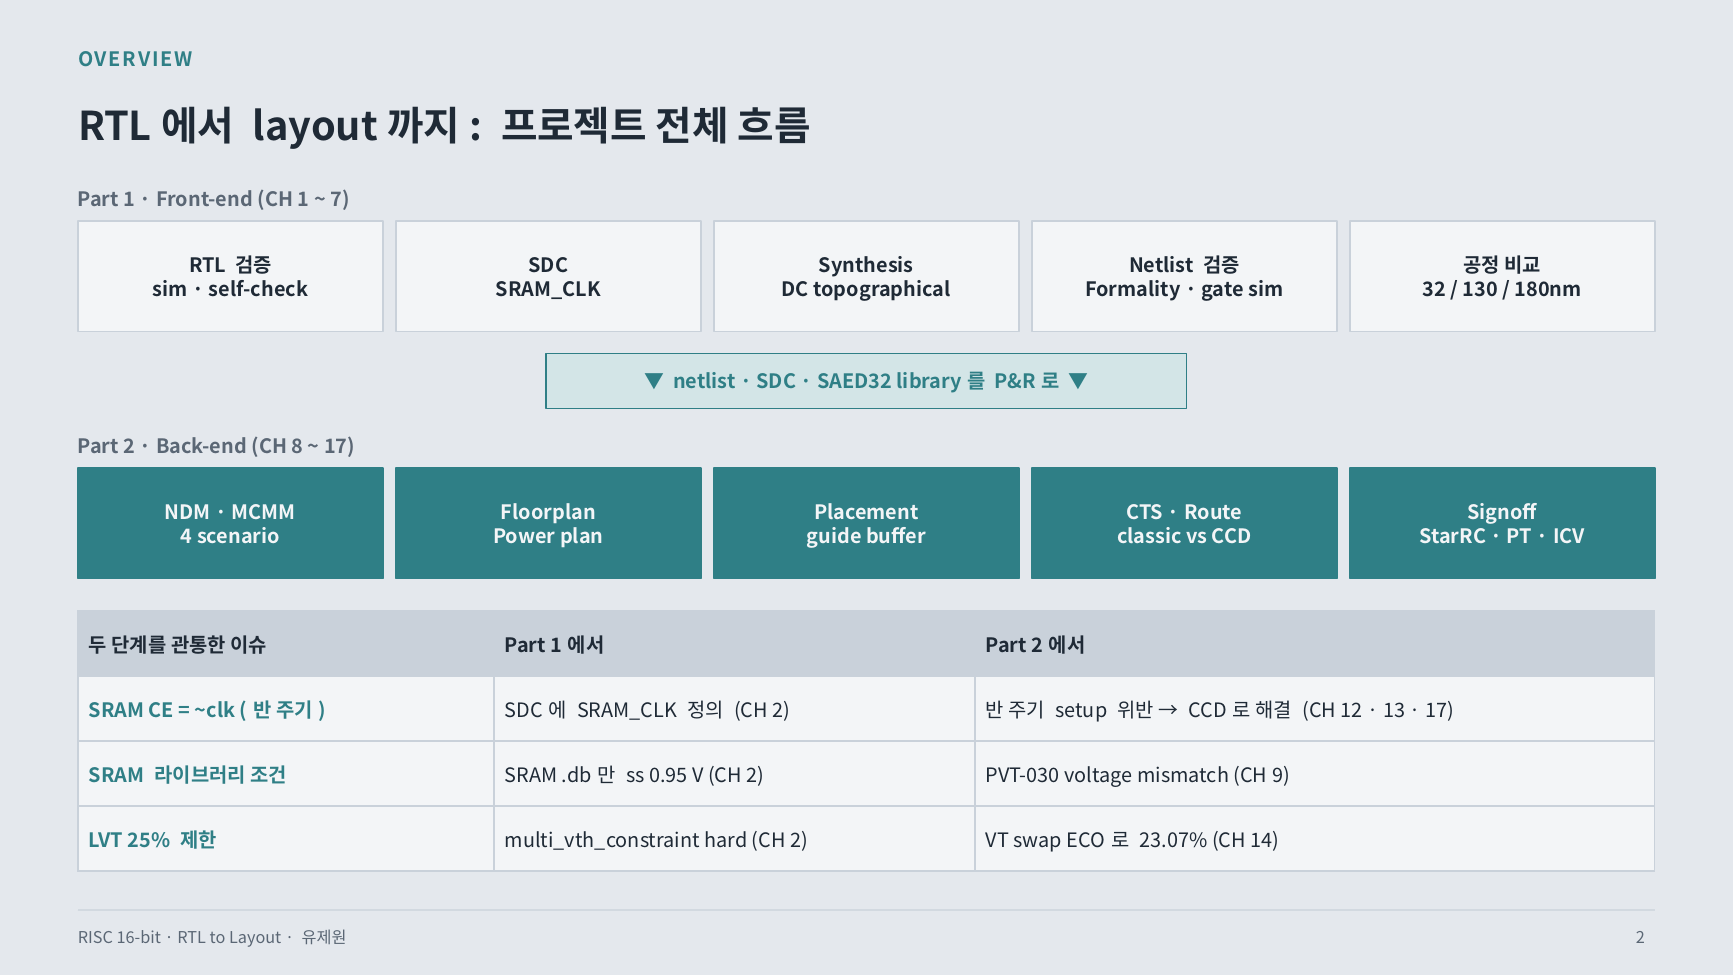 OVERVIEW
RTL 에서 layout 까지 : 프로젝트 전체 흐름
Part 1 · Front-end (CH 1 ~ 7)
RTL 검증
sim · self-check
SDC
SRAM_CLK
Synthesis
DC topographical
Netlist 검증
Formality · gate sim
공정 비교
32 / 130 / 180nm
▼ netlist · SDC · SAED32 library 를 P&R 로 ▼
Part 2 · Back-end (CH 8 ~ 17)
NDM · MCMM
4 scenario
Floorplan
Power plan
Placement
guide buffer
CTS · Route
classic vs CCD
Signoff
StarRC · PT · ICV
두 단계를 관통한 이슈
Part 1 에서
Part 2 에서
SRAM CE = ~clk ( 반 주기 )
SDC 에 SRAM_CLK 정의 (CH 2)
반 주기 setup 위반 → CCD 로 해결 (CH 12 · 13 · 17)
SRAM 라이브러리 조건
SRAM .db 만 ss 0.95 V (CH 2)
PVT-030 voltage mismatch (CH 9)
LVT 25% 제한
multi_vth_constraint hard (CH 2)
VT swap ECO 로 23.07% (CH 14)
RISC 16-bit · RTL to Layout · 유제원
2